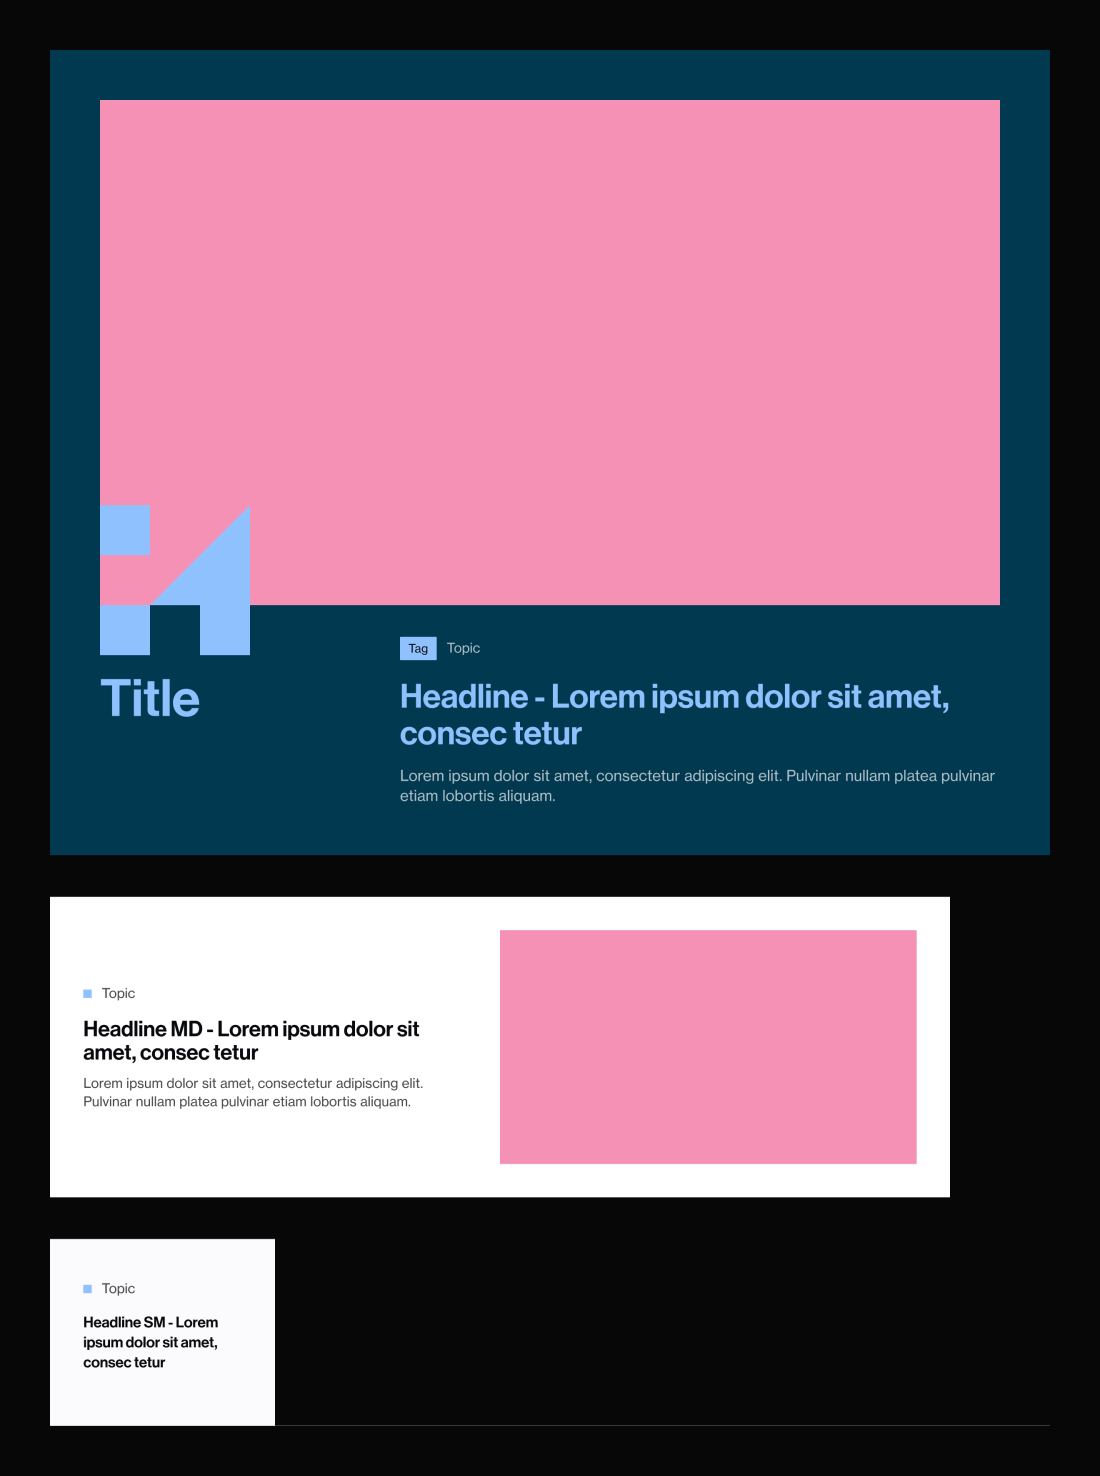 Title
Tag Topic
Headline - Lorem ipsum dolor sit amet,
consec tetur
Lorem ipsum dolor sit amet, consectetur adipiscing elit. Pulvinar nullam platea pulvinar
etiam lobortis aliquam.
Topic
Headline MD - Lorem ipsum dolor sit
amet, consec tetur
Lorem ipsum dolor sit amet, consectetur adipiscing elit.
Pulvinar nullam platea pulvinar etiam lobortis aliquam.
Topic
Headline SM - Lorem
ipsum dolor sit amet,
consec tetur